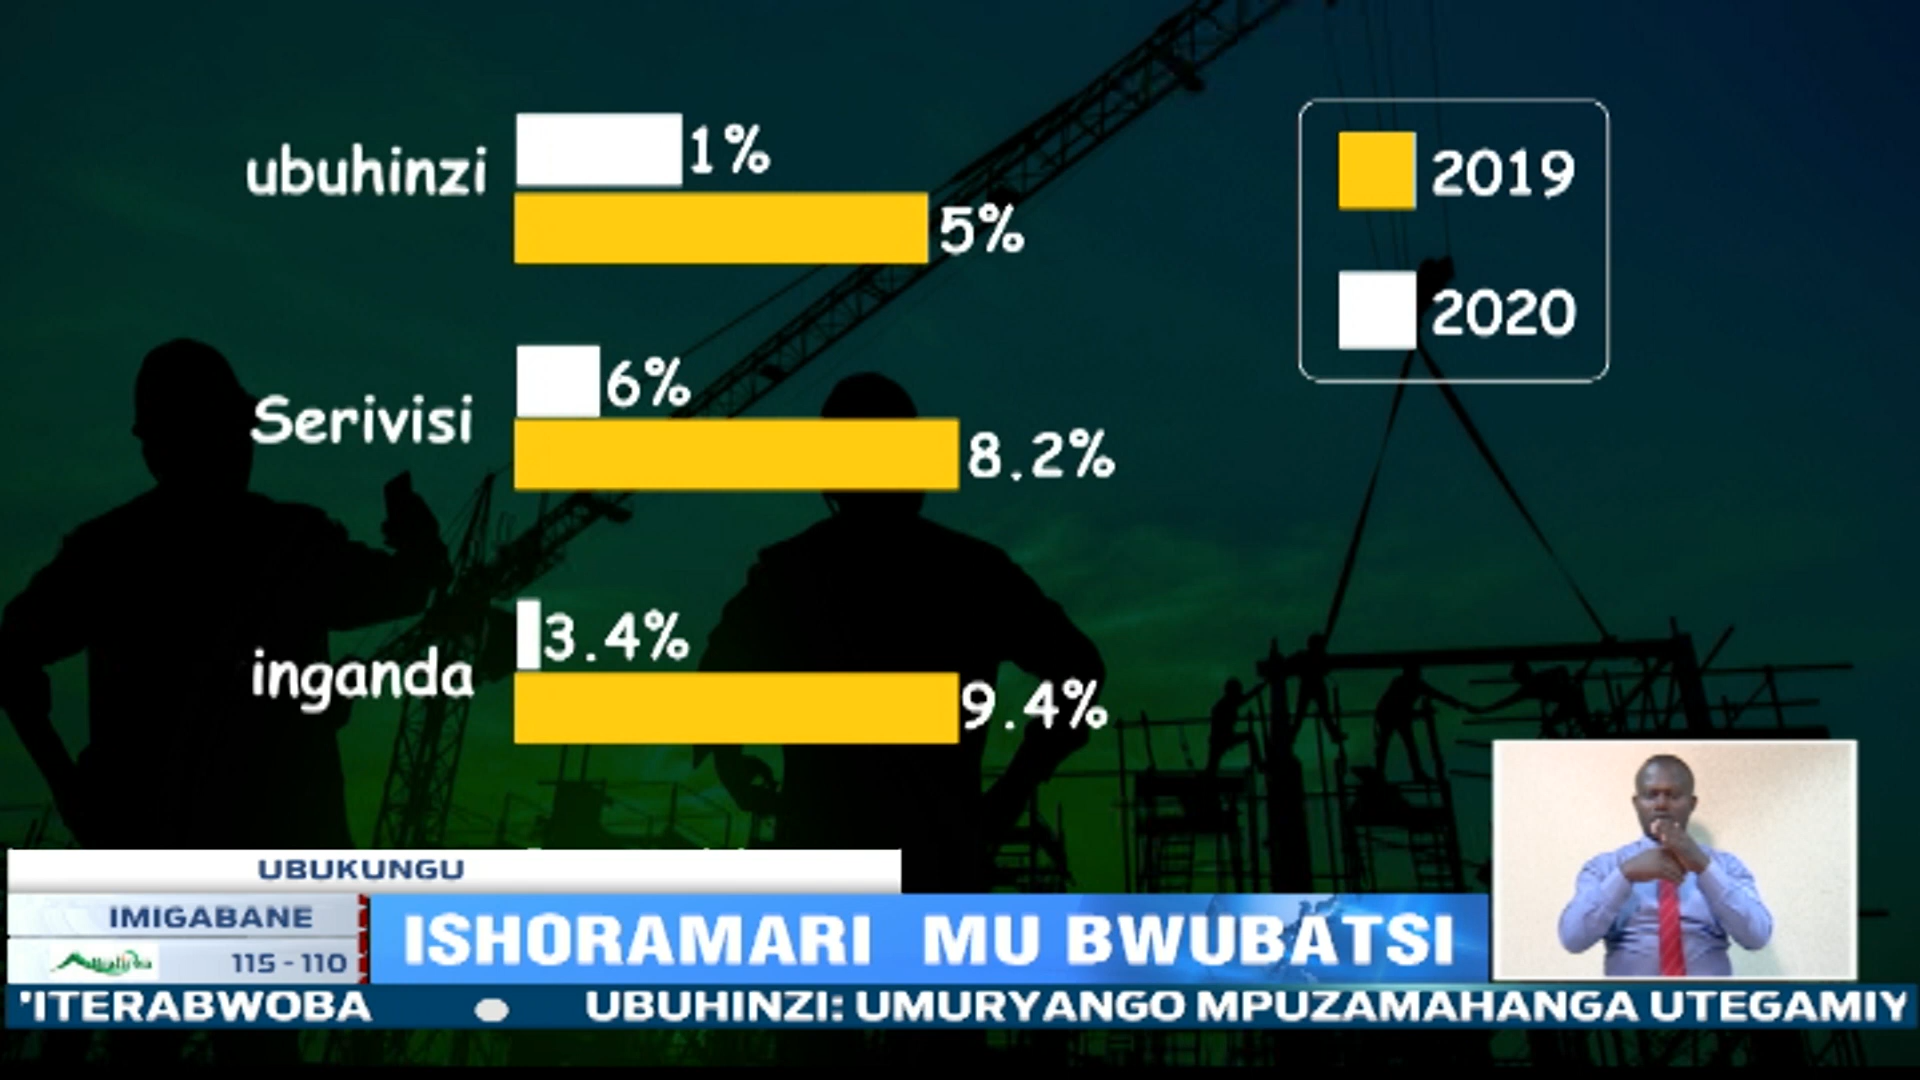 ubuhinzi
1%
5%
Serivisi
6%
8.2%
inganda
3.4%
9.4%
2019
2020
UBUKUNGU
IMIGABANE
115 - 110
ISHORAMARI MU BWUBATSI
'ITERABWOBA
UBUHINZI: UMURYANGO MPUZAMAHANGA UTEGAMIY